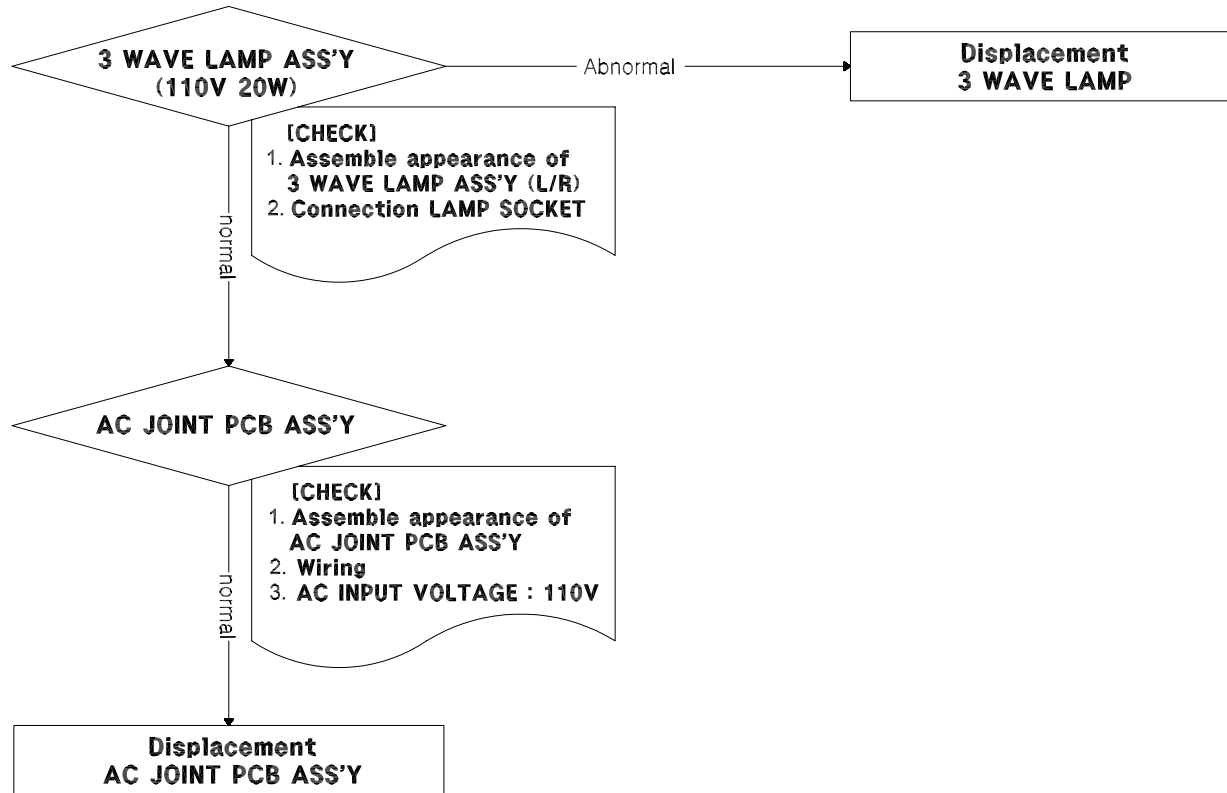 3 WAVE LAMP ASS'Y
(110V 20W)
Abnormal
Displacement
3 WAVE LAMP
[CHECK]
1. Assemble appearance of
3 WAVE LAMP ASS'Y (L/R)
2. Connection LAMP SOCKET
normal
AC JOINT PCB ASS'Y
[CHECK]
1. Assemble appearance of
AC JOINT PCB ASS'Y
2. Wiring
3. AC INPUT VOLTAGE : 110V
normal
Displacement
AC JOINT PCB ASS'Y